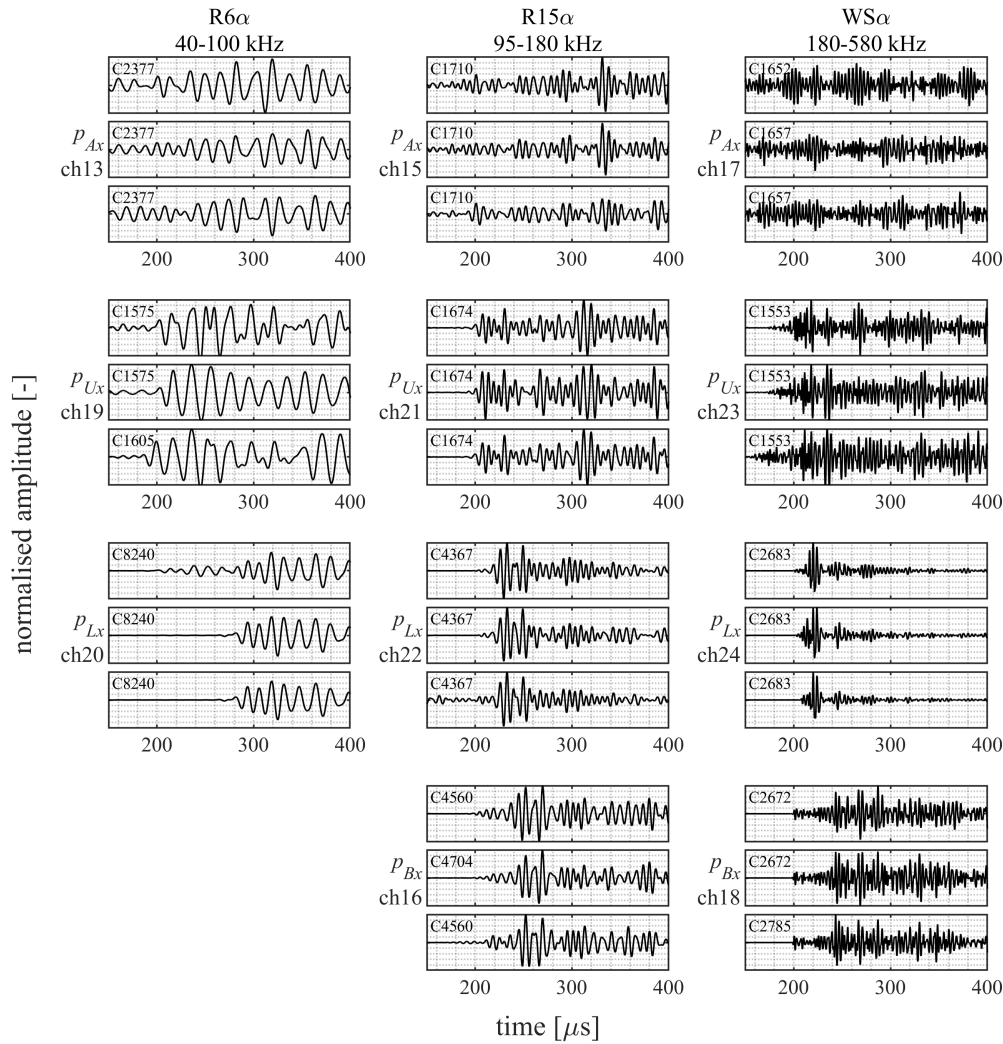 R6α R15α WSα
40-100 kHz 95-180 kHz 180-580 kHz
C2377 C1710 C1652
p_Ax C2377 p_Ax C1710 p_Ax C1657
ch13 ch15 ch17
C2377 C1710 C1657
200 300 400 200 300 400 200 300 400
C1575 C1674 C1553
p_Ux C1575 p_Ux C1674 p_Ux C1553
ch19 ch21 ch23
C1605 C1674 C1553
200 300 400 200 300 400 200 300 400
normalised amplitude [-]
C8240 C4367 C2683
p_Lx C8240 p_Lx C4367 p_Lx C2683
ch20 ch22 ch24
C8240 C4367 C2683
200 300 400 200 300 400 200 300 400
C4560 C2672
p_Bx C4704 p_Bx C2672
ch16 ch18
C4560 C2785
200 300 400 200 300 400
time [μs]